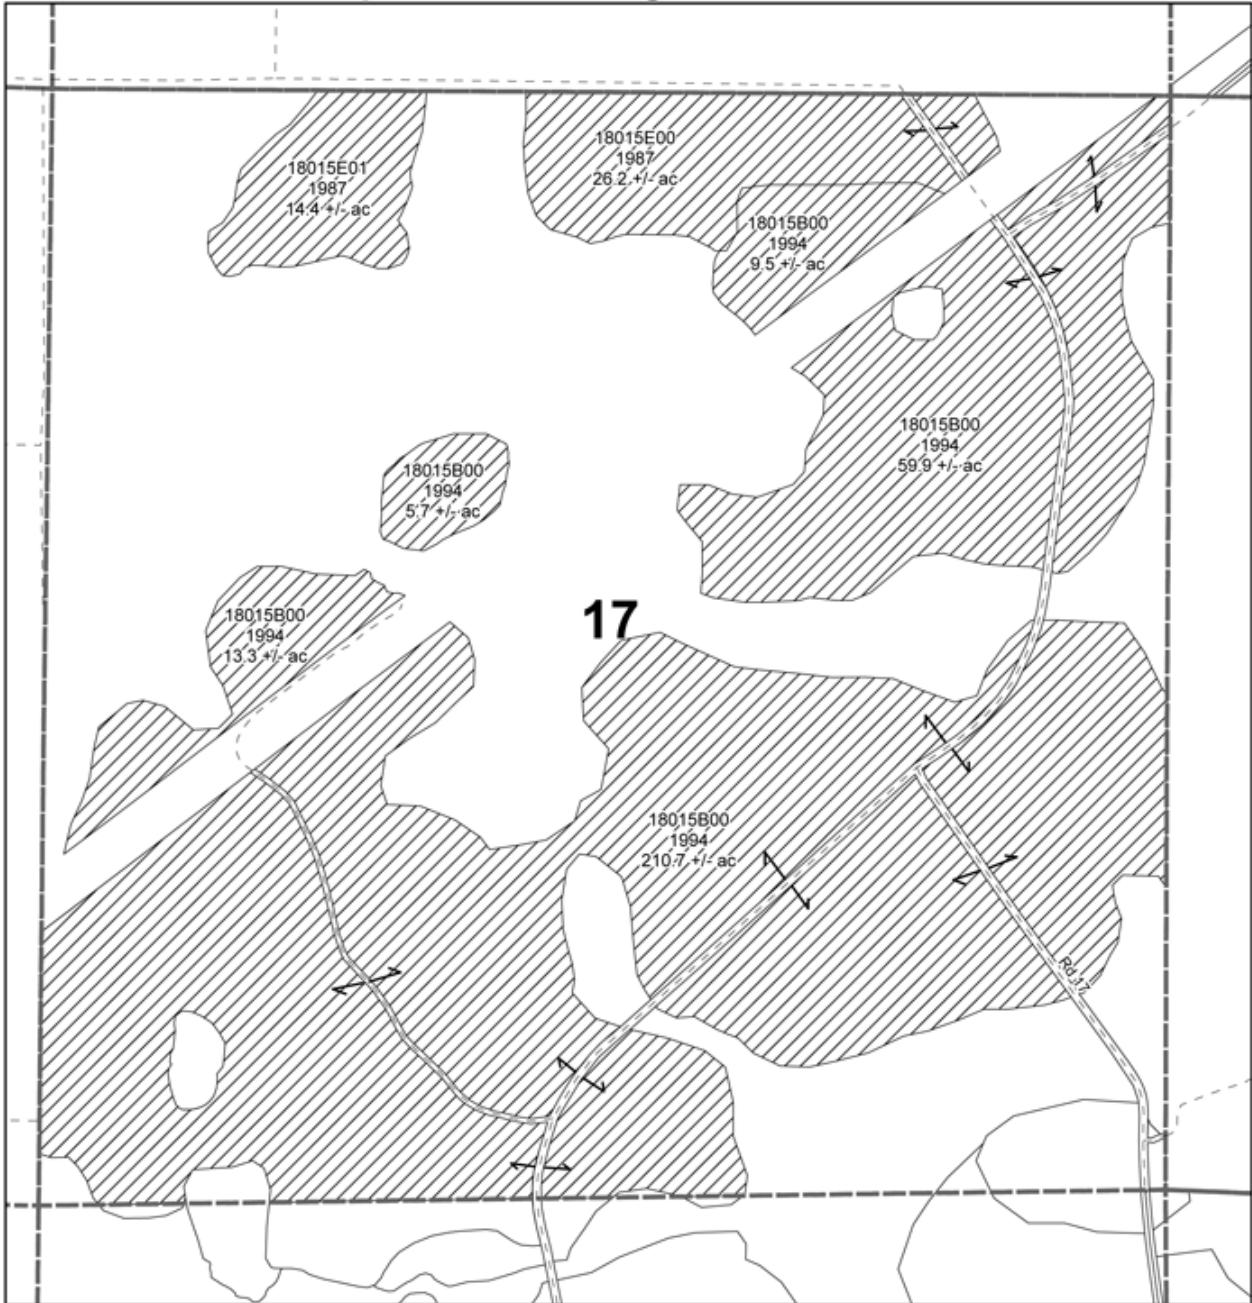 18015E01
1987
14.4 +/- ac
18015E00
1987
26.2 +/- ac
18015B00
1994
9.5 +/- ac
18015B00
1994
59.9 +/- ac
18015B00
1994
5.7 +/- ac
17
18015B00
1994
13.3 +/- ac
18015B00
1994
210.7 +/- ac
Rd 17